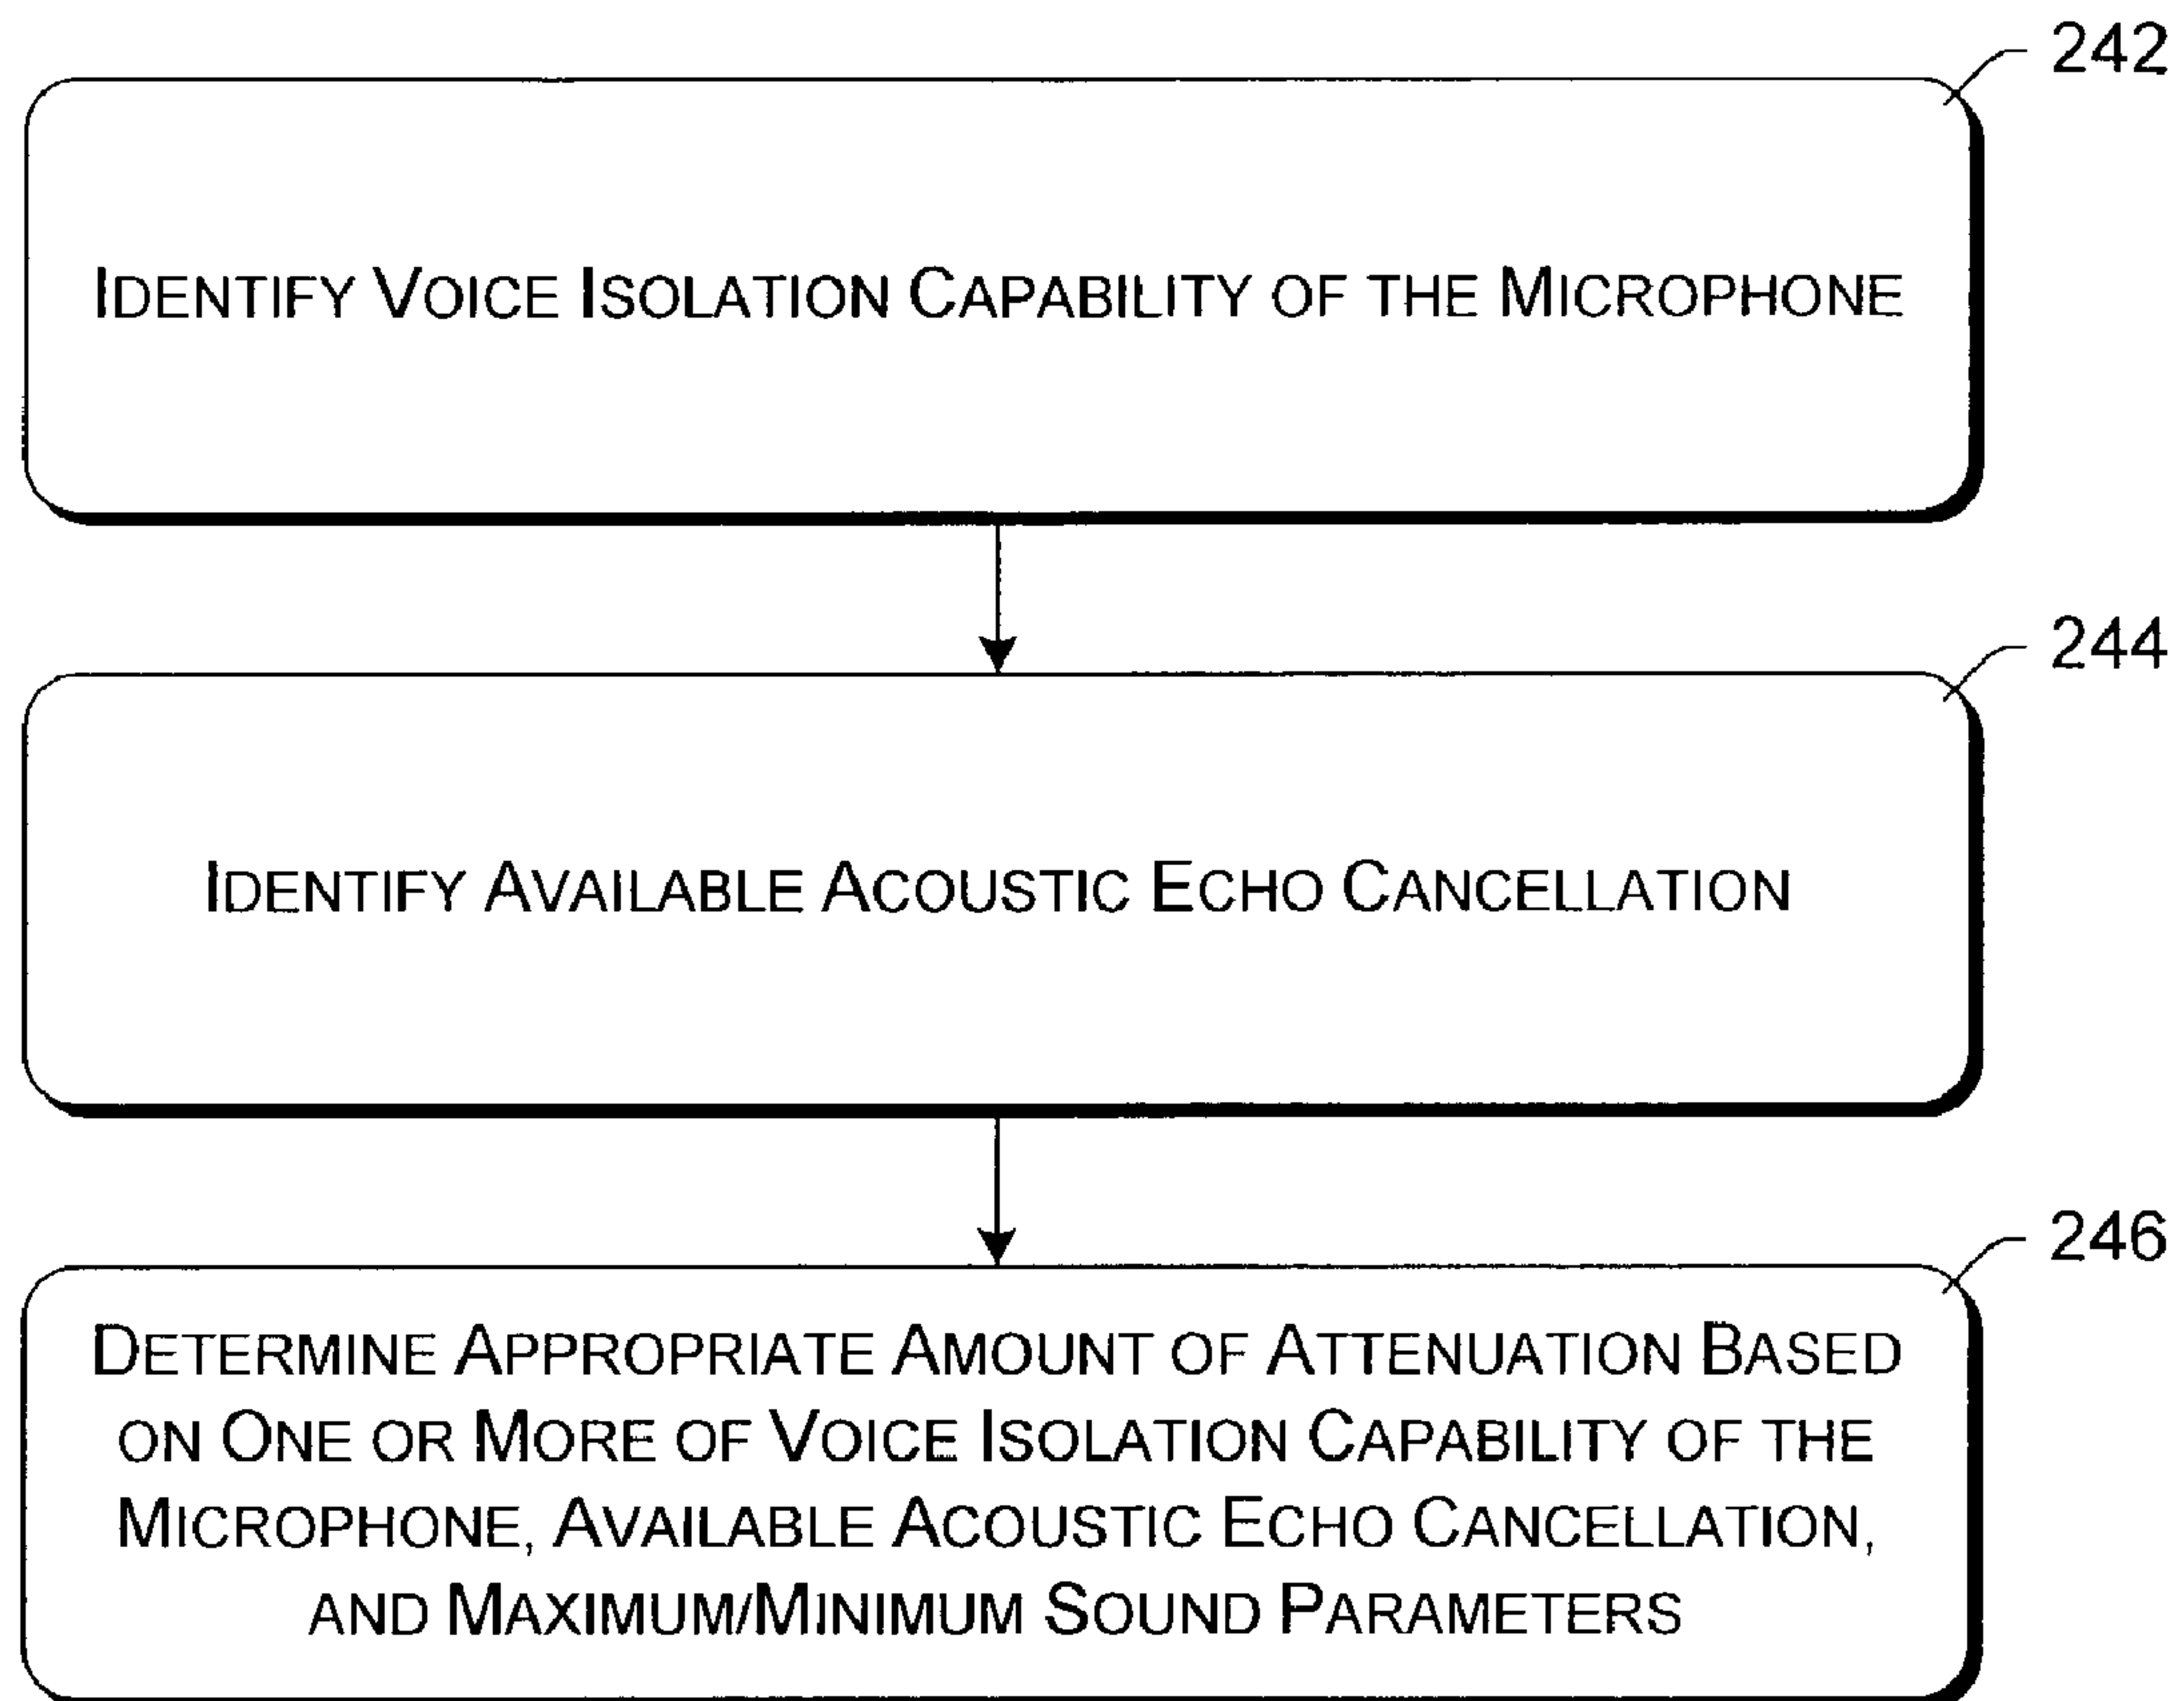 242
IDENTIFY VOICE ISOLATION CAPABILITY OF THE MICROPHONE
244
IDENTIFY AVAILABLE ACOUSTIC ECHO CANCELLATION
246
DETERMINE APPROPRIATE AMOUNT OF ATTENUATION BASED
ON ONE OR MORE OF VOICE ISOLATION CAPABILITY OF THE
MICROPHONE, AVAILABLE ACOUSTIC ECHO CANCELLATION,
AND MAXIMUM/MINIMUM SOUND PARAMETERS